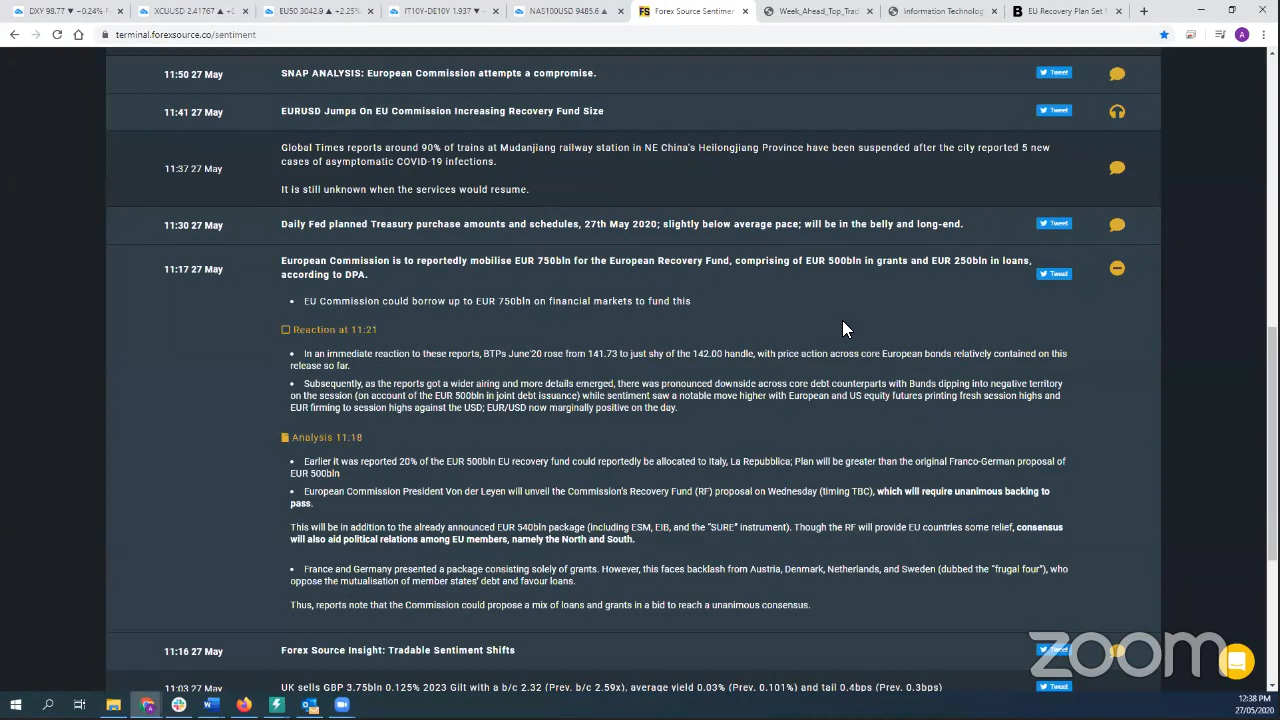 DXY 98.77 ▼ −0.24% F
XCUUSD 2.41767 ▲ +0
EU50 3042.9 ▲ +2.25%
IT10Y-DE10Y 1.937 ▼ −
NAS100USD 9485.6 ▲
FS Forex Source Sentimen
Week_Ahead_Top_Trad
Information Technolog
B EU Recovery Plan Set
terminal.forexsource.co/sentiment
A
11:50 27 May
SNAP ANALYSIS: European Commission attempts a compromise.
Tweet
11:41 27 May
EURUSD Jumps On EU Commission Increasing Recovery Fund Size
Tweet
Global Times reports around 90% of trains at Mudanjiang railway station in NE China's Heilongjiang Province have been suspended after the city reported 5 new
cases of asymptomatic COVID-19 infections.
11:37 27 May
It is still unknown when the services would resume.
11:30 27 May
Daily Fed planned Treasury purchase amounts and schedules, 27th May 2020; slightly below average pace; will be in the belly and long-end.
Tweet
11:17 27 May
European Commission is to reportedly mobilise EUR 750bln for the European Recovery Fund, comprising of EUR 500bln in grants and EUR 250bln in loans,
according to DPA.
Tweet
• EU Commission could borrow up to EUR 750bln on financial markets to fund this
Reaction at 11:21
• In an immediate reaction to these reports, BTPs June'20 rose from 141.73 to just shy of the 142.00 handle, with price action across core European bonds relatively contained on this
release so far.
• Subsequently, as the reports got a wider airing and more details emerged, there was pronounced downside across core debt counterparts with Bunds dipping into negative territory
on the session (on account of the EUR 500bln in joint debt issuance) while sentiment saw a notable move higher with European and US equity futures printing fresh session highs and
EUR firming to session highs against the USD; EUR/USD now marginally positive on the day.
Analysis 11:18
• Earlier it was reported 20% of the EUR 500bln EU recovery fund could reportedly be allocated to Italy, La Repubblica; Plan will be greater than the original Franco-German proposal of
EUR 500bln
• European Commission President Von der Leyen will unveil the Commission's Recovery Fund (RF) proposal on Wednesday (timing TBC), which will require unanimous backing to
pass.
This will be in addition to the already announced EUR 540bln package (including ESM, EIB, and the “SURE” instrument). Though the RF will provide EU countries some relief, consensus
will also aid political relations among EU members, namely the North and South.
• France and Germany presented a package consisting solely of grants. However, this faces backlash from Austria, Denmark, Netherlands, and Sweden (dubbed the “frugal four”), who
oppose the mutualisation of member states' debt and favour loans.
Thus, reports note that the Commission could propose a mix of loans and grants in a bid to reach a unanimous consensus.
11:16 27 May
Forex Source Insight: Tradable Sentiment Shifts
Tweet
zoom
11:03 27 May
UK sells GBP 3.75bln 0.125% 2023 Gilt with a b/c 2.32 (Prev. b/c 2.59x), average yield 0.03% (Prev. 0.101%) and tail 0.4bps (Prev. 0.3bps)
Tweet
12:38 PM
27/05/2020